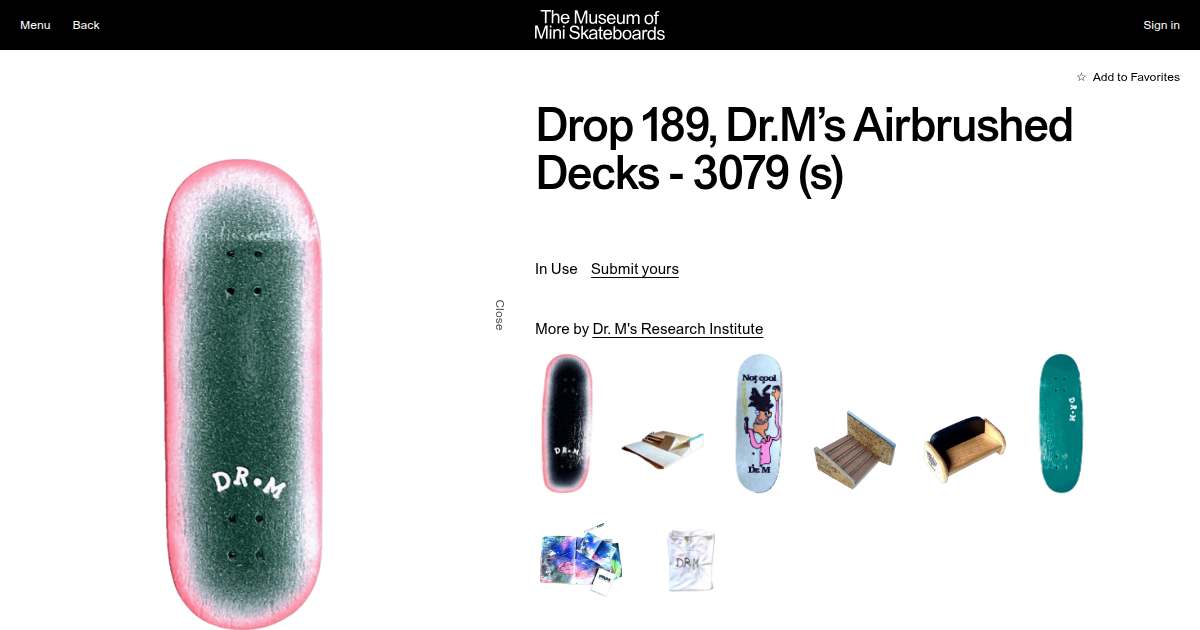 Menu
Back
The Museum of
Mini Skateboards
Sign in
☆ Add to Favorites
Drop 189, Dr.M’s Airbrushed
Decks - 3079 (s)
In Use
Submit yours
Close
More by Dr. M's Research Institute
DR•M
DR•M
Not cool
Dr.M
DR•M
DRM